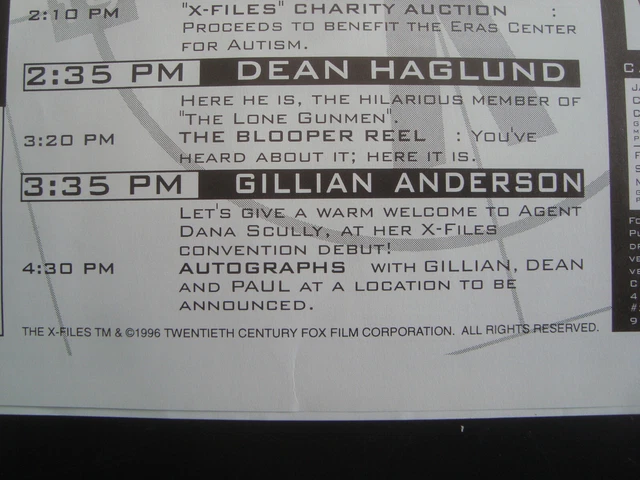 2:10 PM "X-FILES" CHARITY AUCTION :
PROCEEDS TO BENEFIT THE ERAS CENTER
FOR AUTISM.
2:35 PM DEAN HAGLUND
HERE HE IS, THE HILARIOUS MEMBER OF
"THE LONE GUNMEN".
3:20 PM THE BLOOPER REEL : YOU'VE
HEARD ABOUT IT; HERE IT IS.
3:35 PM GILLIAN ANDERSON
LET'S GIVE A WARM WELCOME TO AGENT
DANA SCULLY, AT HER X-FILES
CONVENTION DEBUT!
4:30 PM AUTOGRAPHS WITH GILLIAN, DEAN
AND PAUL AT A LOCATION TO BE
ANNOUNCED.
THE X-FILES TM & ©1996 TWENTIETH CENTURY FOX FILM CORPORATION. ALL RIGHTS RESERVED.